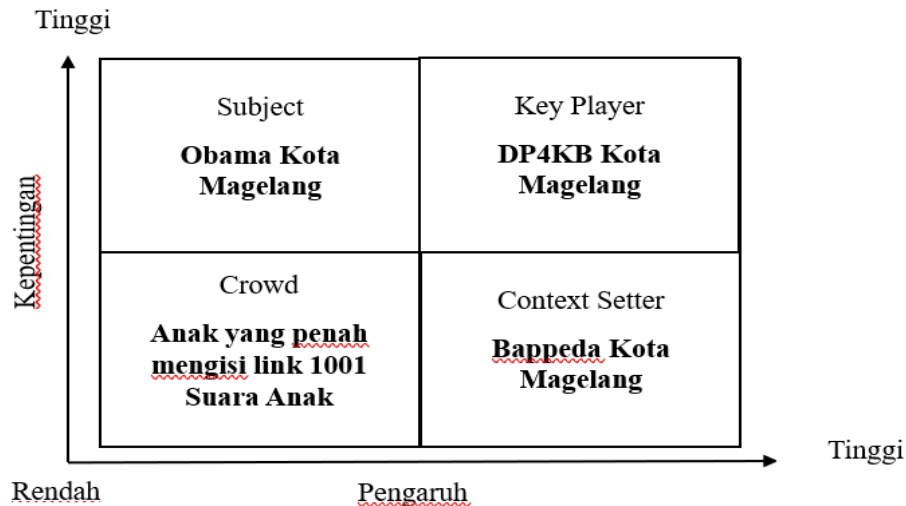 Tinggi
Subject
Obama Kota
Magelang
Key Player
DP4KB Kota
Magelang
Kepentingan
Crowd
Anak yang penah
mengisi link 1001
Suara Anak
Context Setter
Bappeda Kota
Magelang
Tinggi
Rendah
Pengaruh